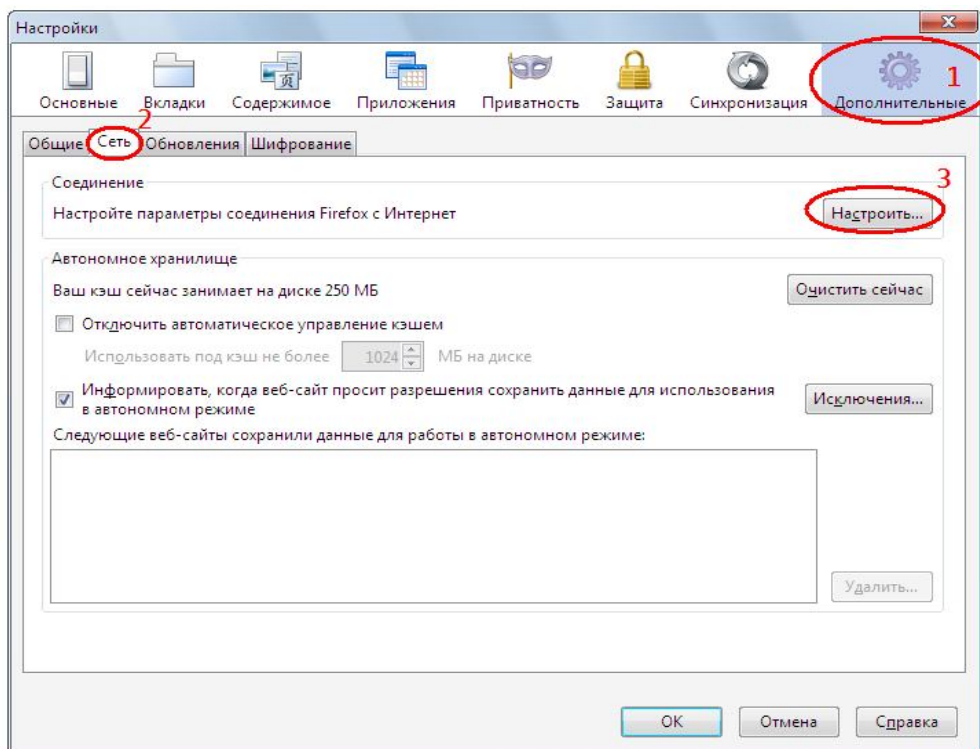 Настройки
Основные Вкладки Содержимое Приложения Приватность Защита Синхронизация Дополнительные
1
2
Общие Сеть Обновления Шифрование
Соединение
3
Настройте параметры соединения Firefox с Интернет Настроить...
Автономное хранилище
Ваш кэш сейчас занимает на диске 250 МБ Очистить сейчас
Отключить автоматическое управление кэшем
Использовать под кэш не более 1024 МБ на диске
Информировать, когда веб-сайт просит разрешения сохранить данные для использования
в автономном режиме
Исключения...
Следующие веб-сайты сохранили данные для работы в автономном режиме:
Удалить...
OK Отмена Справка